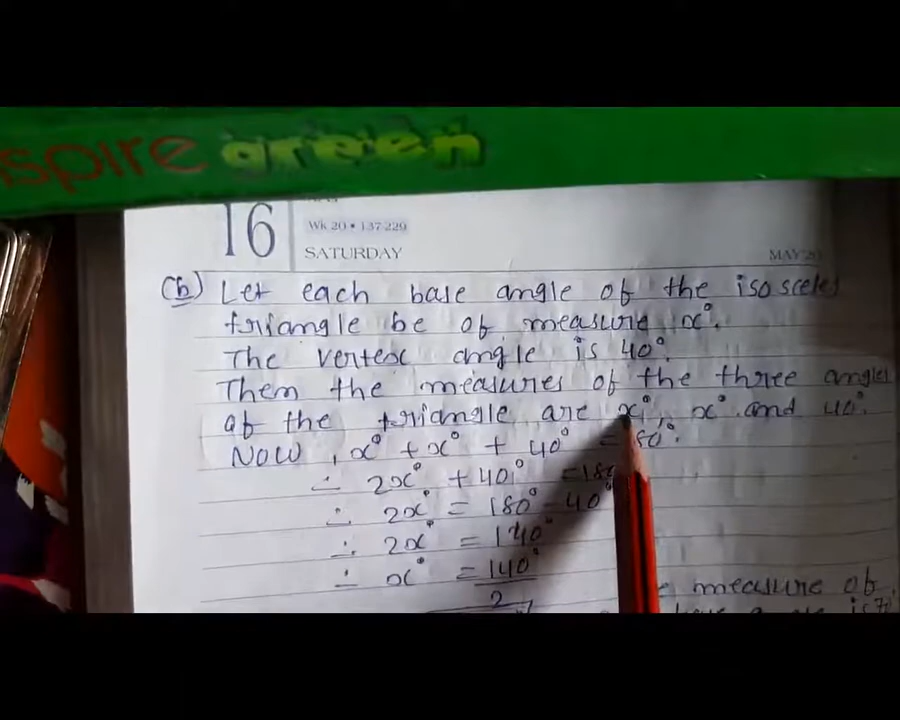 spire green
16
Wk 20 • 137-229
SATURDAY
MAY 20
(b) Let each base angle of the isosceles
triangle be of measure x°.
The vertex angle is 40°.
Then the measures of the three angles
of the triangle are x°, x° and 40°.
Now, x° + x° + 40° = 180°.
∴ 2x° + 40° = 180
∴ 2x° = 180° - 40°
∴ 2x° = 140°
∴ x° = 140°
2
measure of